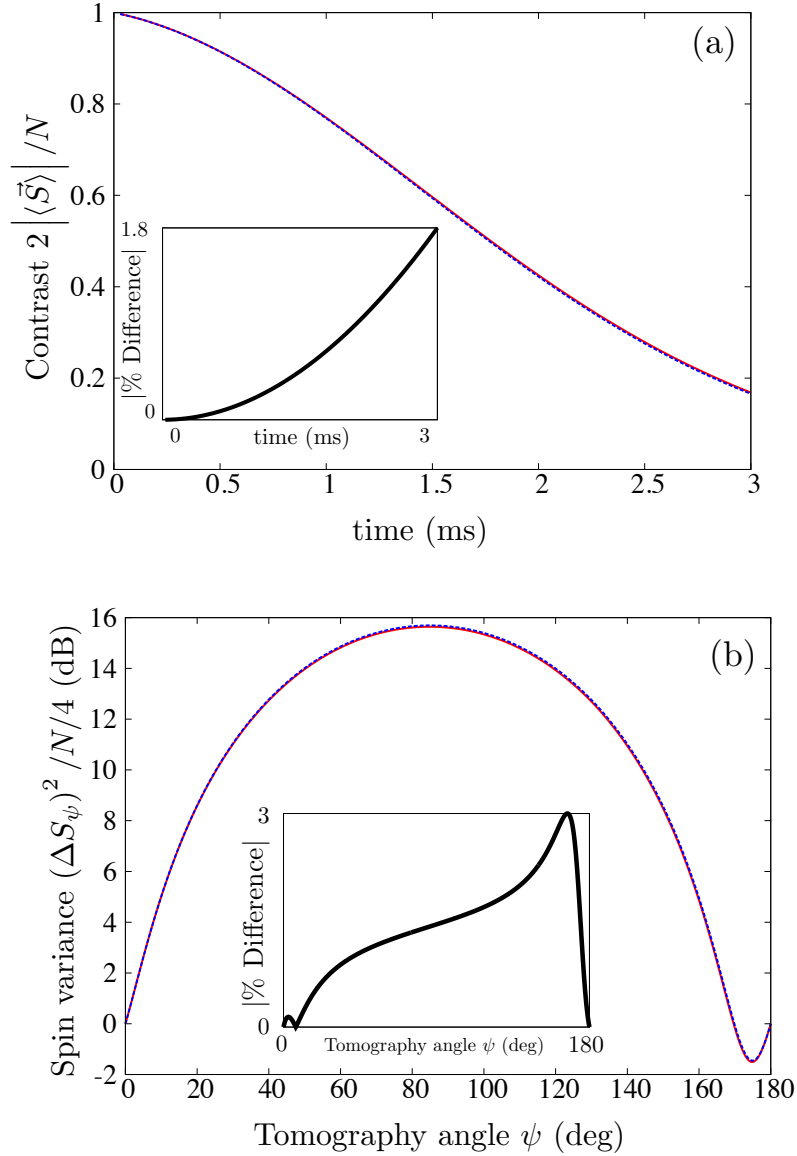 (a)
Contrast 2 |⟨S⃗⟩| /N
1
0.8
0.6
0.4
0.2
0
0 0.5 1 1.5 2 2.5 3
time (ms)
|% Difference|
1.8
0
0 time (ms) 3
(b)
Spin variance (ΔS_ψ)² /N/4 (dB)
16
14
12
10
8
6
4
2
0
-2
0 20 40 60 80 100 120 140 160 180
Tomography angle ψ (deg)
|% Difference|
3
0
0 Tomography angle ψ (deg) 180